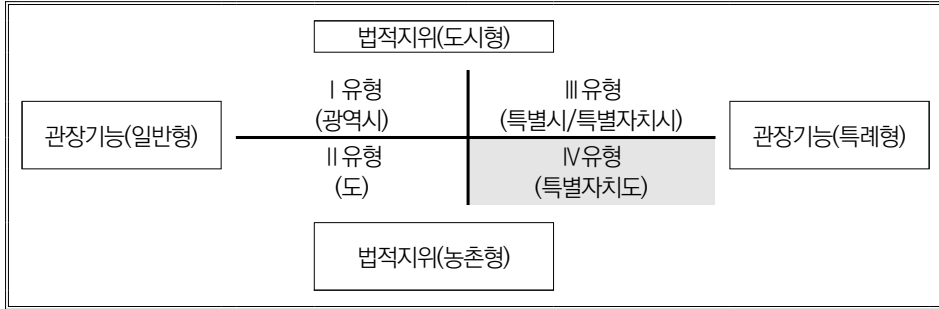 법적지위(도시형)
Ⅰ유형
(광역시)
Ⅲ유형
(특별시/특별자치시)
관장기능(일반형)
관장기능(특례형)
Ⅱ유형
(도)
Ⅳ유형
(특별자치도)
법적지위(농촌형)